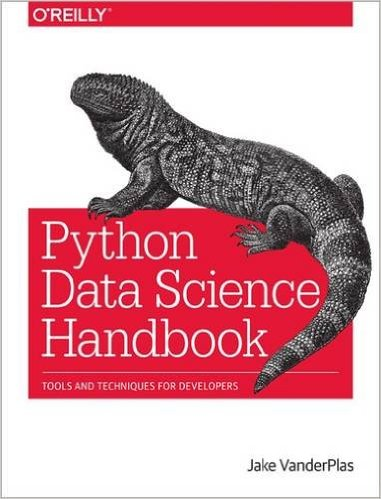 O'REILLY®
Python
Data Science
Handbook
TOOLS AND TECHNIQUES FOR DEVELOPERS
Jake VanderPlas